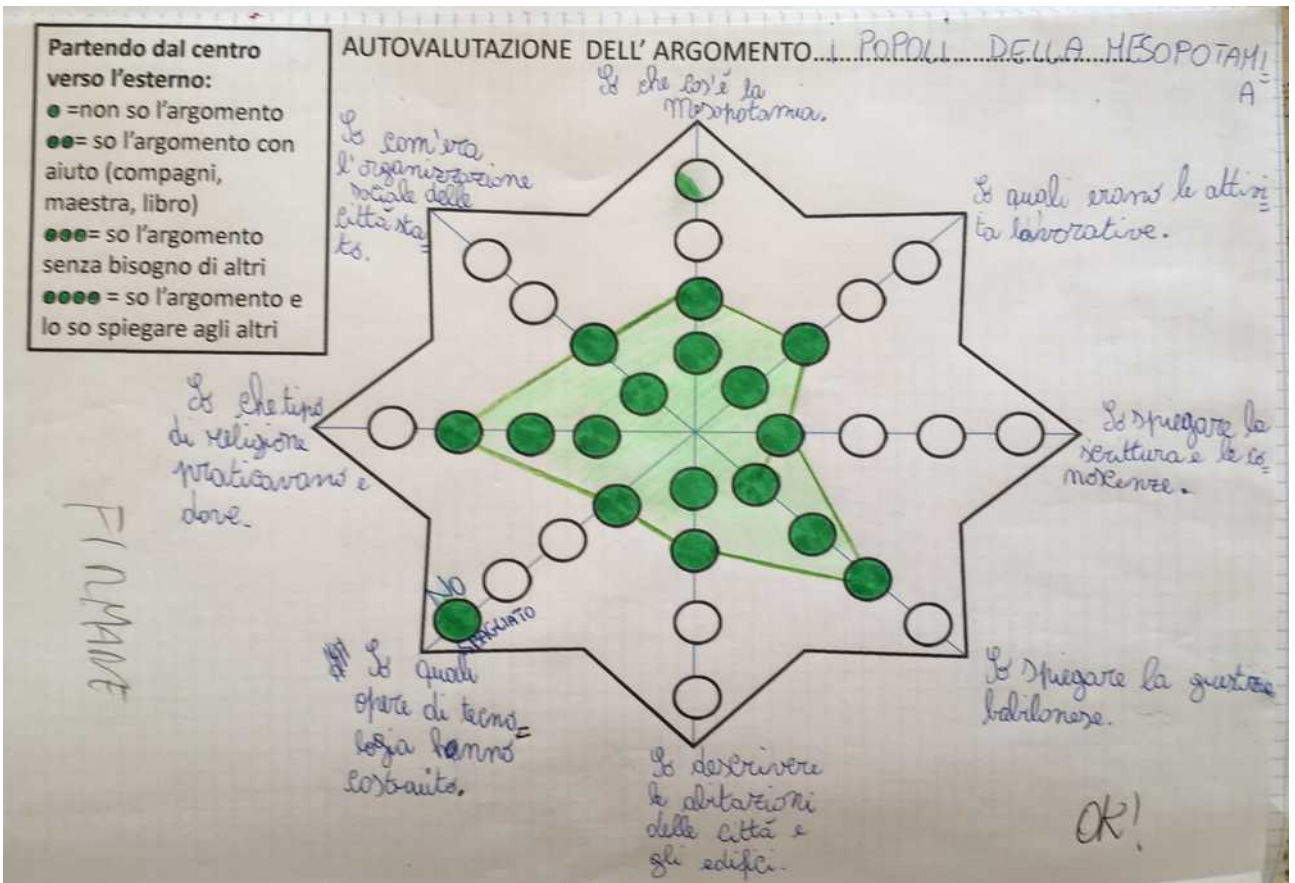 Partendo dal centro
verso l'esterno:
=non so l'argomento
= so l'argomento con
aiuto (compagni,
maestra, libro)
= so l'argomento
senza bisogno di altri
= so l'argomento e
lo so spiegare agli altri
AUTOVALUTAZIONE DELL' ARGOMENTO...I POPOLI DELLA MESOPOTAMI=
A
So che cos'é la
Mesopotamia.
So com'era
l'organizzazione
sociale delle
città sta=
to.
So quali erano le attivi=
ta lavorative.
So che tipo
di religione
praticavano e
dove.
So spiegare la
scrittura e le co=
noscenze.
NO
SBAGLIATO
So quali
opere di tecno=
logia hanno
costruito.
So spiegare la giustizia
babilonese.
So descrivere
le abitazioni
delle cittá e
gli edifici.
OK!